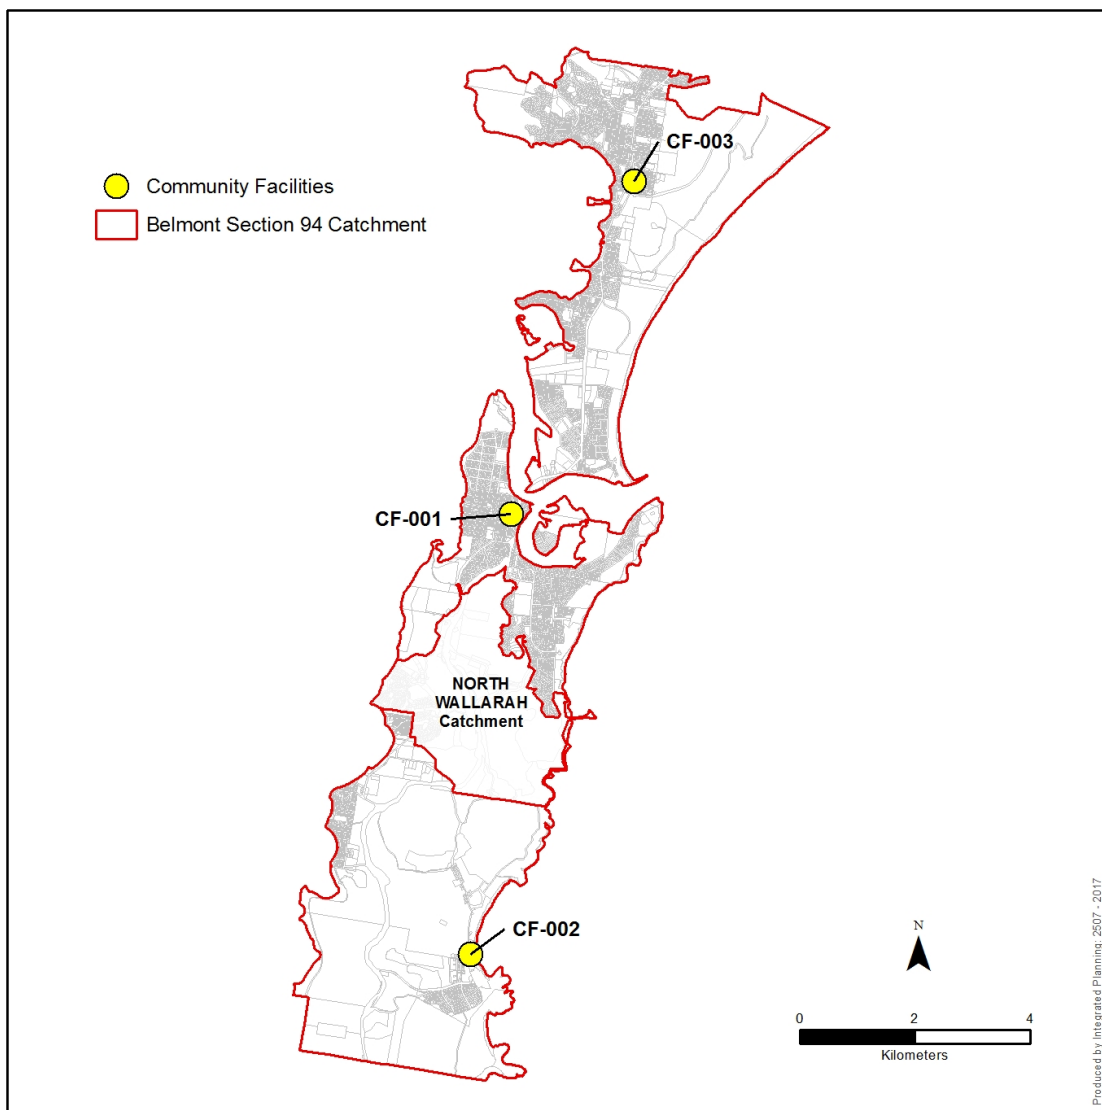 CF-003
Community Facilities
Belmont Section 94 Catchment
CF-001
NORTH
WALLARAH
Catchment
CF-002
N
0 2 4
Kilometers
Produced by Integrated Planning: 2507 - 2017